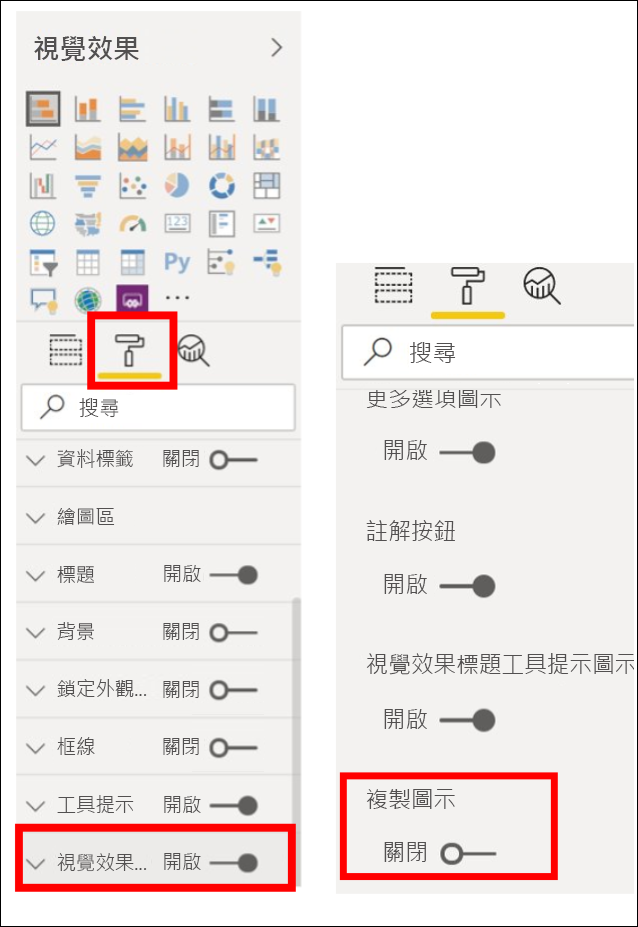 視覺效果
123
Py
搜尋
資料標籤 關閉
繪圖區
標題 開啟
背景 關閉
鎖定外觀... 關閉
框線 關閉
工具提示 開啟
視覺效果... 開啟
搜尋
更多選項圖示
開啟
註解按鈕
開啟
視覺效果標題工具提示圖示
開啟
複製圖示
關閉